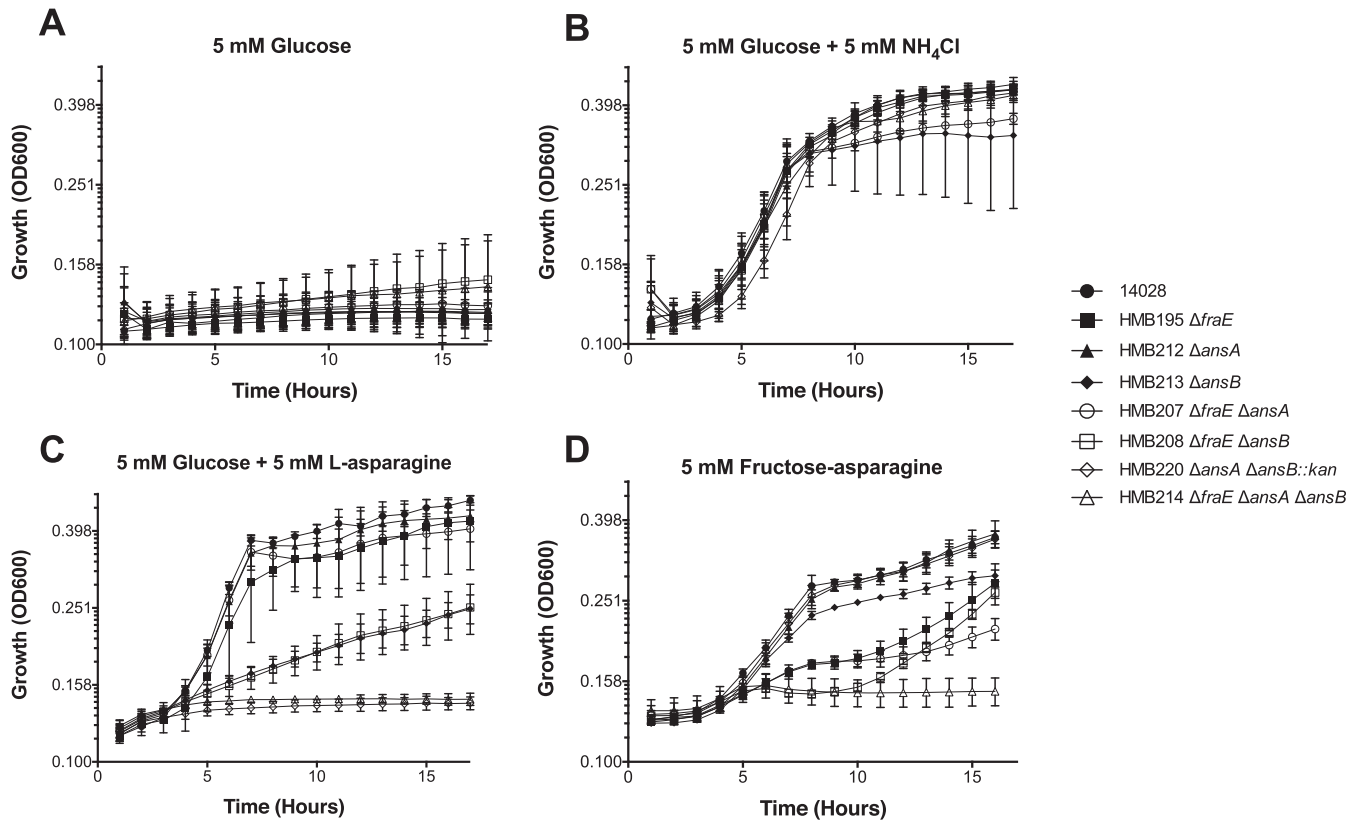 A
5 mM Glucose
Growth (OD600)
0.398
0.251
0.158
0.100
0
5
10
15
Time (Hours)
B
5 mM Glucose + 5 mM NH₄Cl
Growth (OD600)
0.398
0.251
0.158
0.100
0
5
10
15
Time (Hours)
C
5 mM Glucose + 5 mM L-asparagine
Growth (OD600)
0.398
0.251
0.158
0.100
0
5
10
15
Time (Hours)
D
5 mM Fructose-asparagine
Growth (OD600)
0.398
0.251
0.158
0.100
0
5
10
15
Time (Hours)
14028
HMB195 ΔfraE
HMB212 ΔansA
HMB213 ΔansB
HMB207 ΔfraE ΔansA
HMB208 ΔfraE ΔansB
HMB220 ΔansA ΔansB::kan
HMB214 ΔfraE ΔansA ΔansB